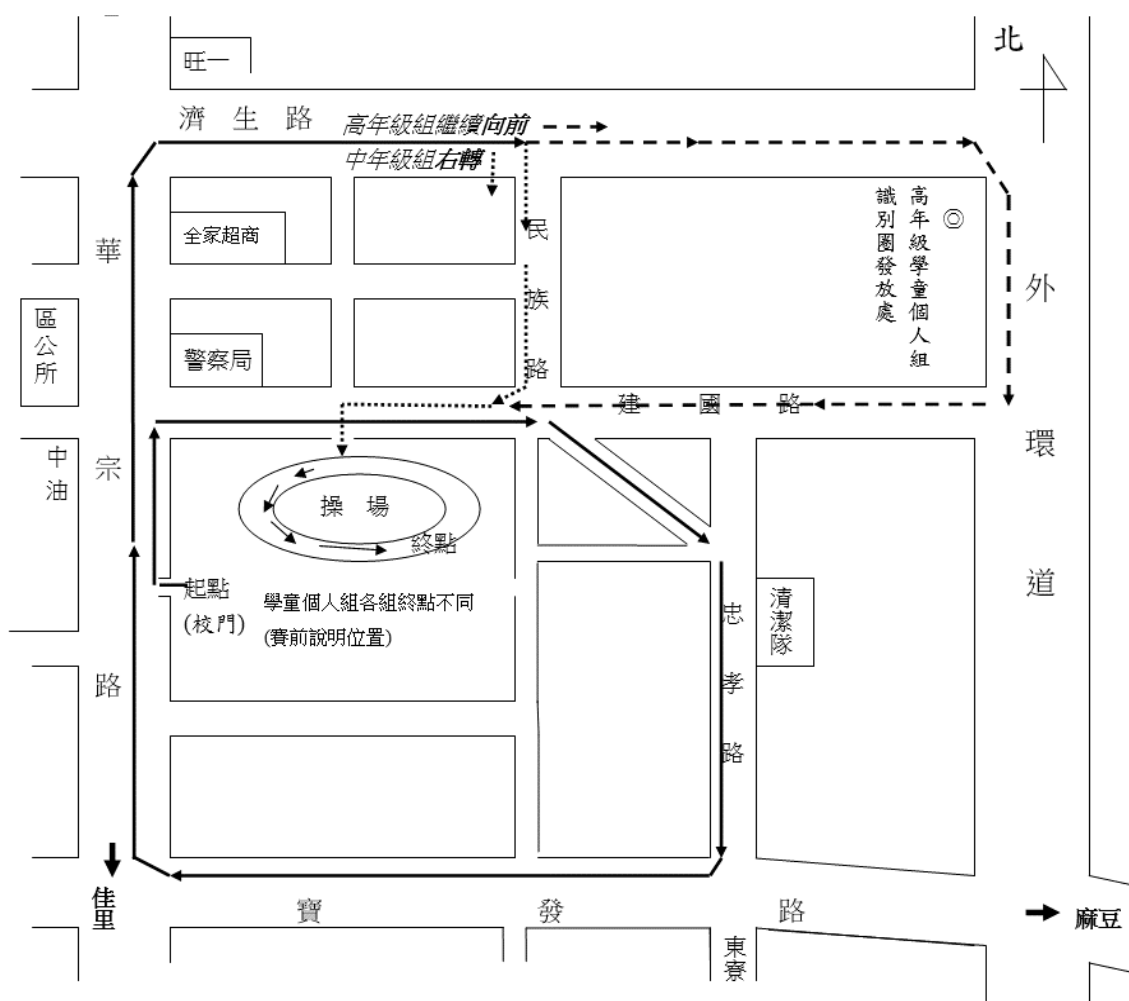 旺一
北
濟生路
高年級組繼續向前
中年級組右轉
全家超商
警察局
區公所
中油
華宗路
民族路
建國路
高年級學童個人組
識別圈發放處
◎
外環道
操場
終點
起點
(校門)
學童個人組各組終點不同
(賽前說明位置)
忠孝路
清潔隊
佳里
寶發路
麻豆
東寮